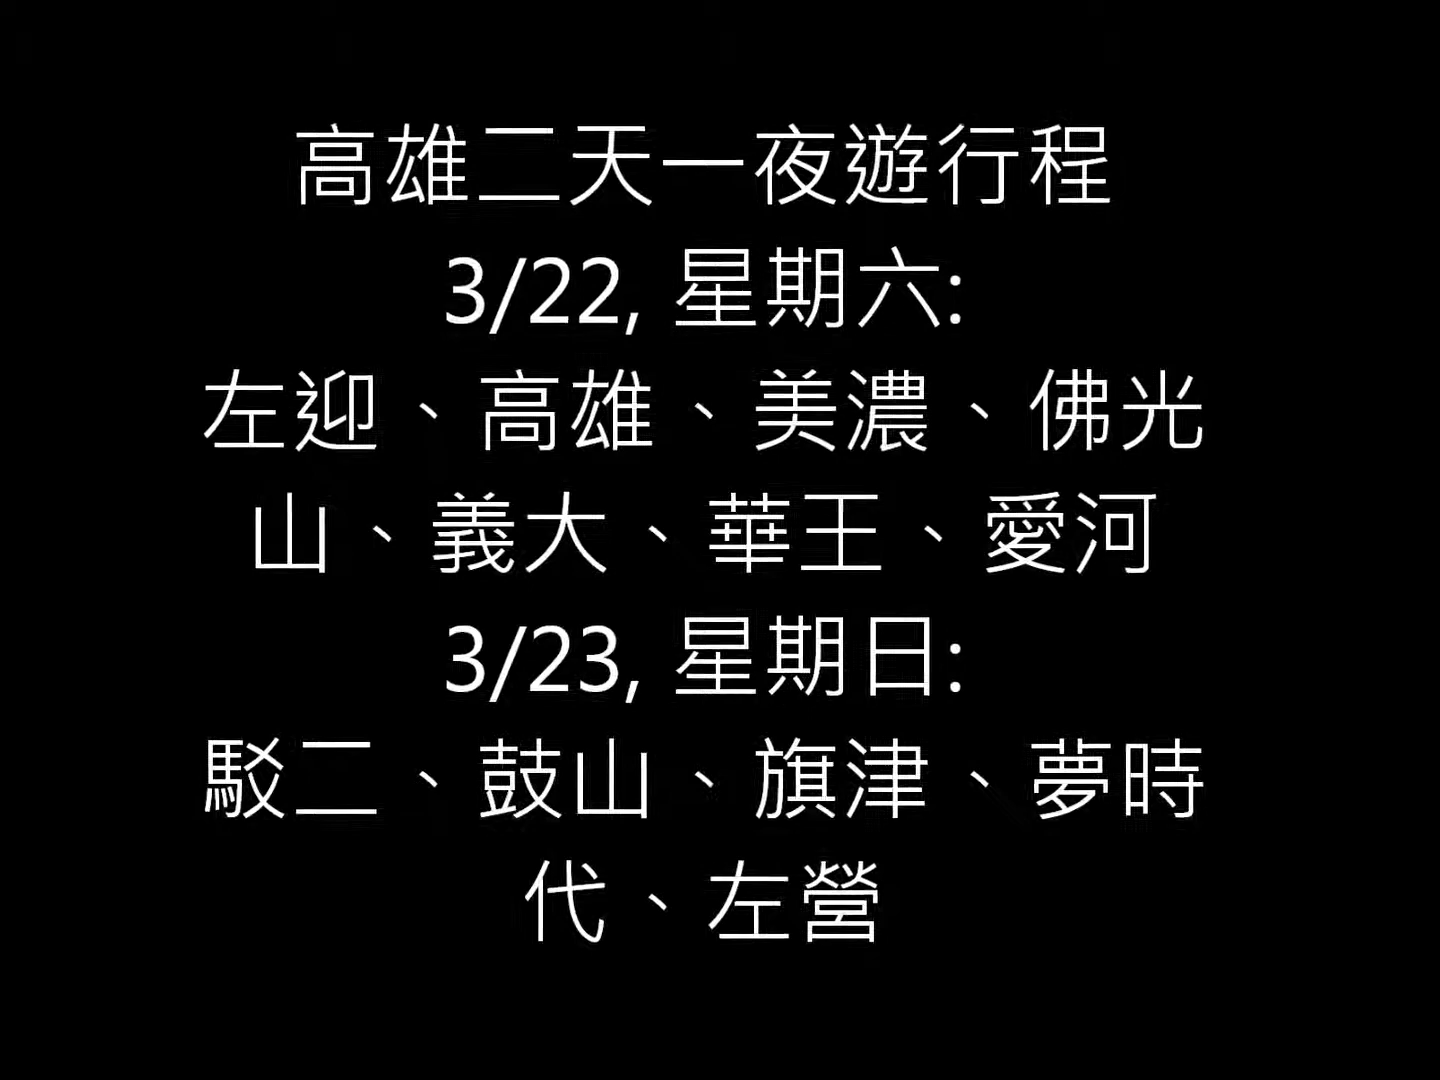 高雄二天一夜遊行程
3/22, 星期六:
左迎、高雄、美濃、佛光
山、義大、華王、愛河
3/23, 星期日:
駁二、鼓山、旗津、夢時
代、左營